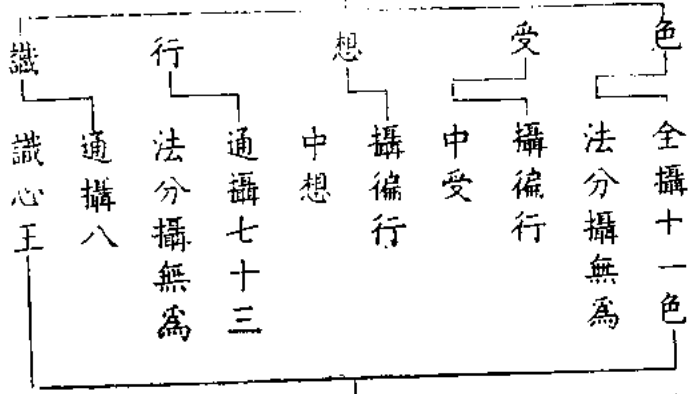 色
全攝十一色
法分攝無爲
受
攝徧行
中受
想
攝徧行
中想
行
通攝七十三
法分攝無爲
識
通攝八
識心王